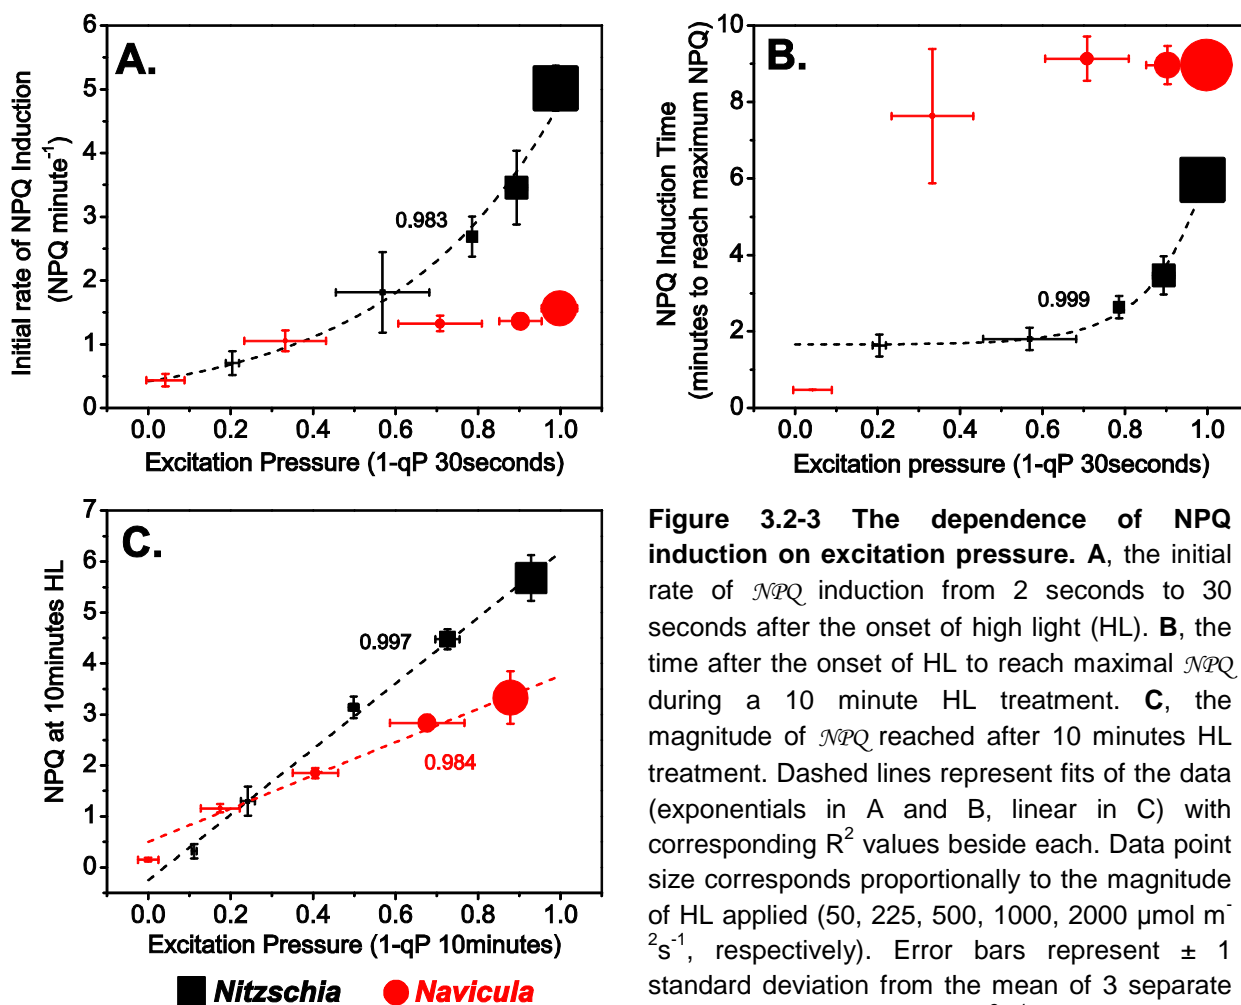 A.
6
5
4
3
2
1
0
0.983
0.0 0.2 0.4 0.6 0.8 1.0
Initial rate of NPQ Induction
(NPQ minute⁻¹)
Excitation Pressure (1-qP 30seconds)
B.
10
8
6
4
2
0
0.999
0.0 0.2 0.4 0.6 0.8 1.0
NPQ Induction Time
(minutes to reach maximum NPQ)
Excitation pressure (1-qP 30seconds)
C.
7
6
5
4
3
2
1
0
0.997
0.984
0.0 0.2 0.4 0.6 0.8 1.0
NPQ at 10minutes HL
Excitation Pressure (1-qP 10minutes)
Nitzschia Navicula
Figure 3.2-3 The dependence of NPQ
induction on excitation pressure. A, the initial
rate of NPQ induction from 2 seconds to 30
seconds after the onset of high light (HL). B, the
time after the onset of HL to reach maximal NPQ
during a 10 minute HL treatment. C, the
magnitude of NPQ reached after 10 minutes HL
treatment. Dashed lines represent fits of the data
(exponentials in A and B, linear in C) with
corresponding R² values beside each. Data point
size corresponds proportionally to the magnitude
of HL applied (50, 225, 500, 1000, 2000 µmol m⁻
²s⁻¹, respectively). Error bars represent ± 1
standard deviation from the mean of 3 separate